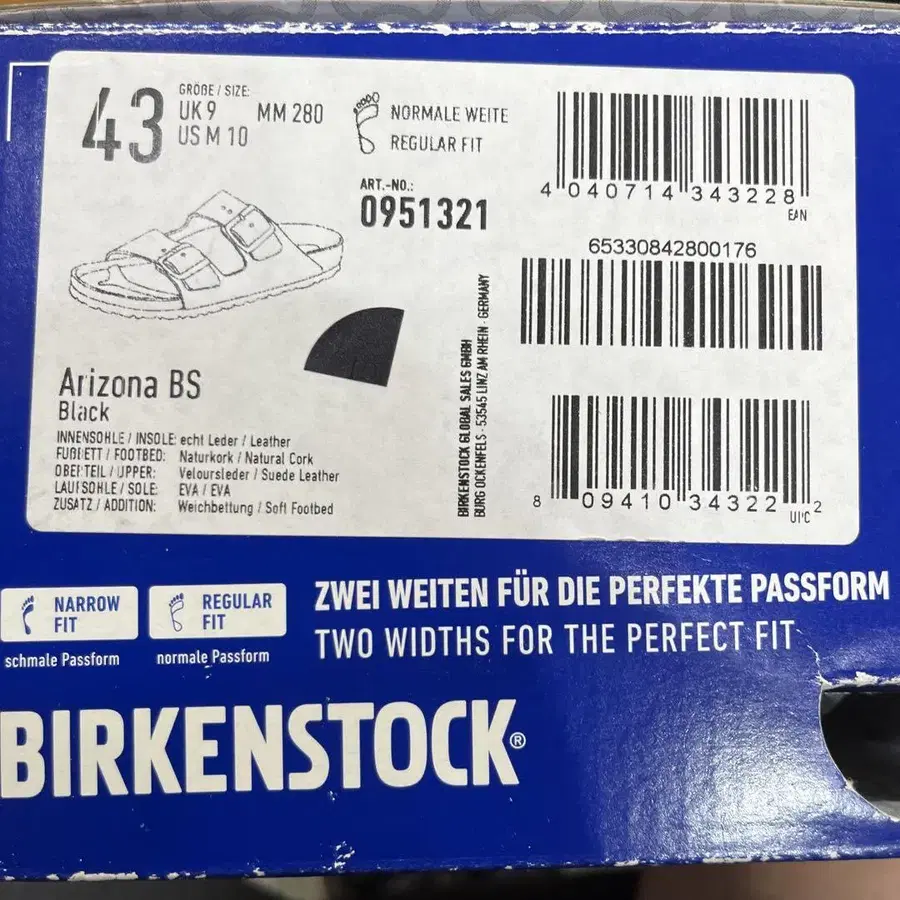 43
GRÖßE / SIZE:
UK 9
US M 10
MM 280
NORMALE WEITE
REGULAR FIT
ART.-NO.:
0951321
4 040714 343228
EAN
65330842800176
Arizona BS
Black
INNENSOHLE / INSOLE: echt Leder / Leather
FUßBETT / FOOTBED: Naturkork / Natural Cork
OBERTEIL / UPPER: Veloursleder / Suede Leather
LAUFSOHLE / SOLE: EVA / EVA
ZUSATZ / ADDITION: Weichbettung / Soft Footbed
BIRKENSTOCK GLOBAL SALES GMBH
BURG OCKENFELS - 53545 LINZ AM RHEIN - GERMANY
8 09410 34322 2
UPC
NARROW
FIT
schmale Passform
REGULAR
FIT
normale Passform
ZWEI WEITEN FÜR DIE PERFEKTE PASSFORM
TWO WIDTHS FOR THE PERFECT FIT
BIRKENSTOCK®